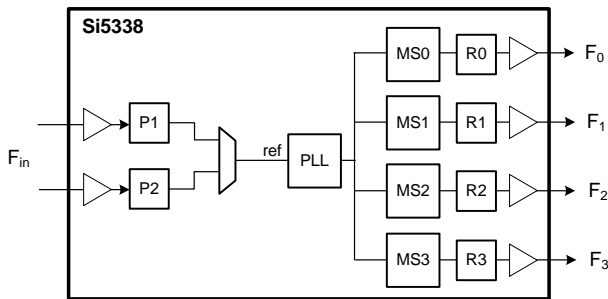 Si5338
MS0 R0 F0
P1 MS1 R1 F1
Fin ref PLL
P2 MS2 R2 F2
MS3 R3 F3